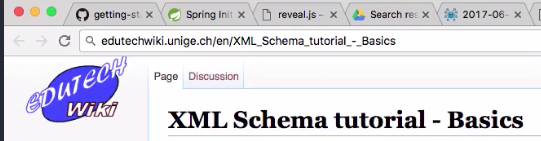 getting-st
Spring Init
reveal.js –
Search res
2017-06-
edutechwiki.unige.ch/en/XML_Schema_tutorial_-_Basics
EDUTECH
Wiki
Page Discussion
XML Schema tutorial - Basics